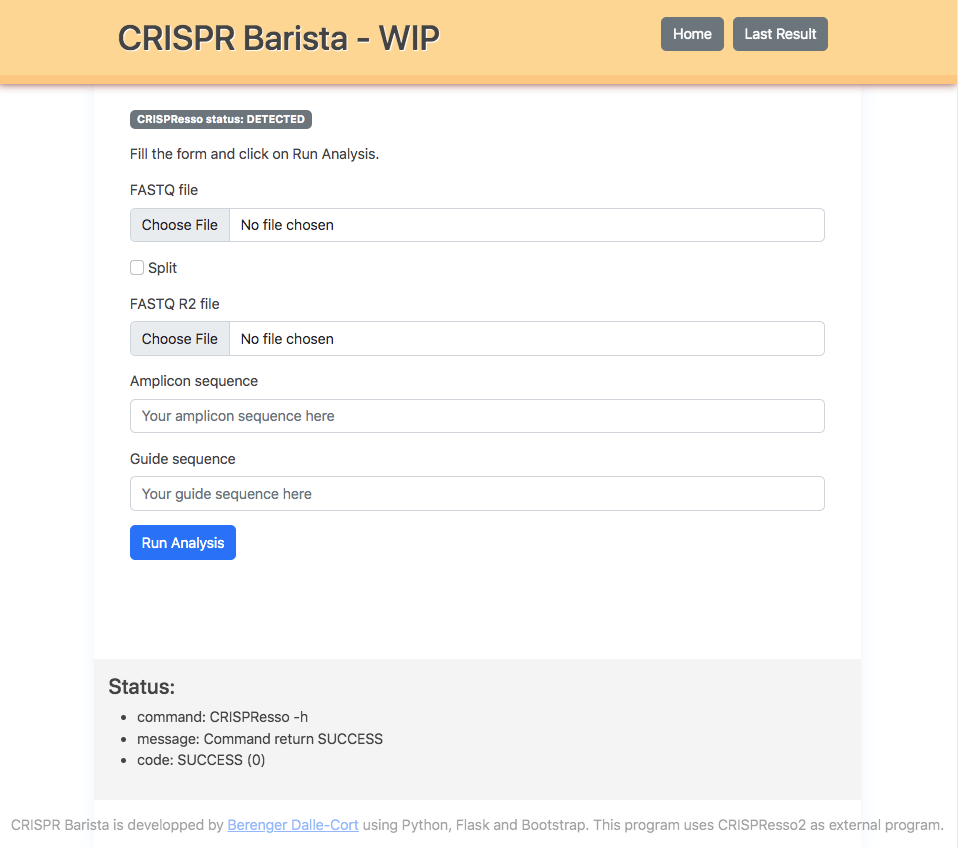 CRISPR Barista - WIP
Home
Last Result
CRISPResso status: DETECTED
Fill the form and click on Run Analysis.
FASTQ file
Choose File No file chosen
Split
FASTQ R2 file
Choose File No file chosen
Amplicon sequence
Your amplicon sequence here
Guide sequence
Your guide sequence here
Run Analysis
Status:
command: CRISPResso -h
message: Command return SUCCESS
code: SUCCESS (0)
CRISPR Barista is developped by Berenger Dalle-Cort using Python, Flask and Bootstrap. This program uses CRISPResso2 as external program.